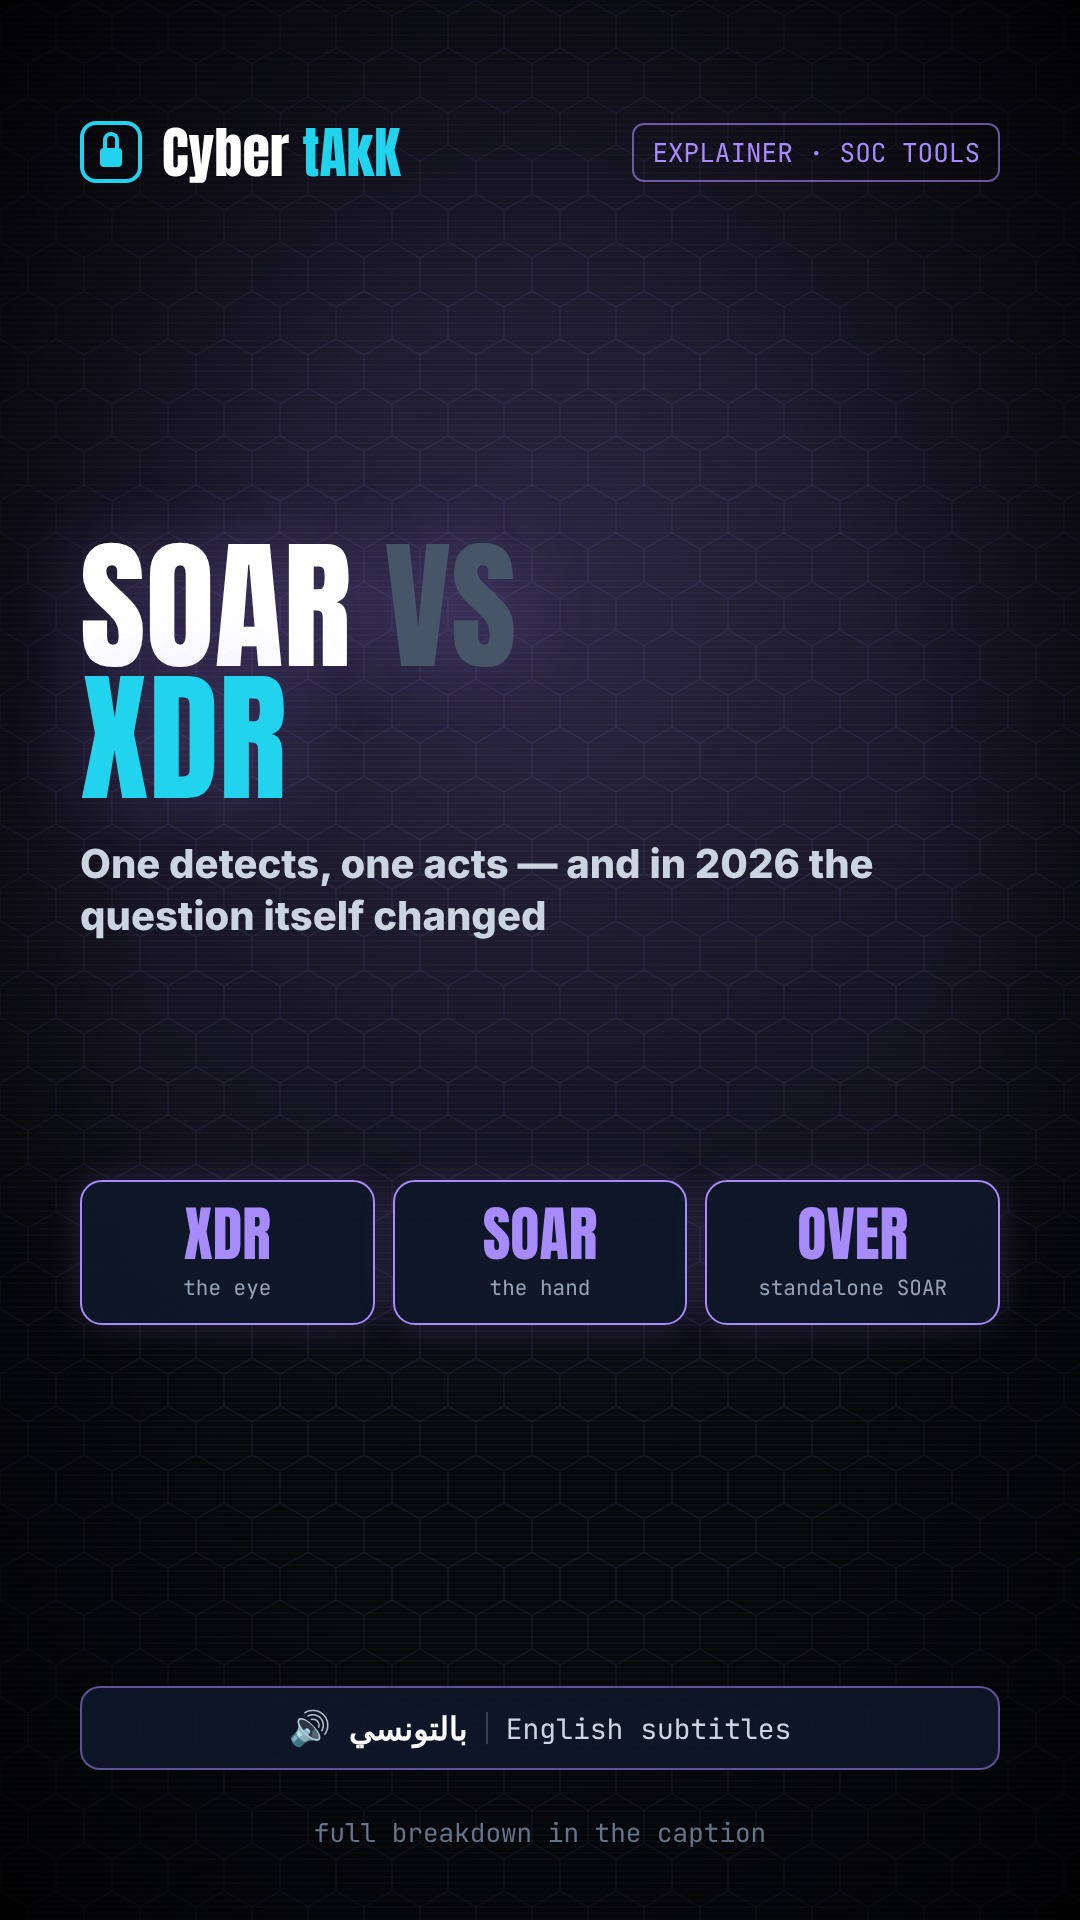 Cyber tAkK
EXPLAINER · SOC TOOLS
SOAR VS
XDR
One detects, one acts — and in 2026 the
question itself changed
XDR
the eye
SOAR
the hand
OVER
standalone SOAR
بالتونسي
English subtitles
full breakdown in the caption